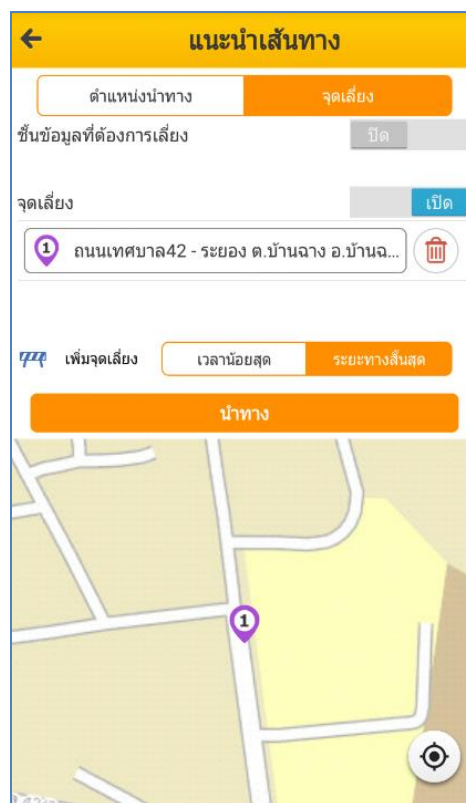 แนะนำเส้นทาง
ตำแหน่งนำทาง จุดเลี่ยง
ชั้นข้อมูลที่ต้องการเลี่ยง ปิด
จุดเลี่ยง เปิด
1 ถนนเทศบาล42 - ระยอง ต.บ้านฉาง อ.บ้านฉ...
เพิ่มจุดเลี่ยง เวลาน้อยสุด ระยะทางสั้นสุด
นำทาง
1